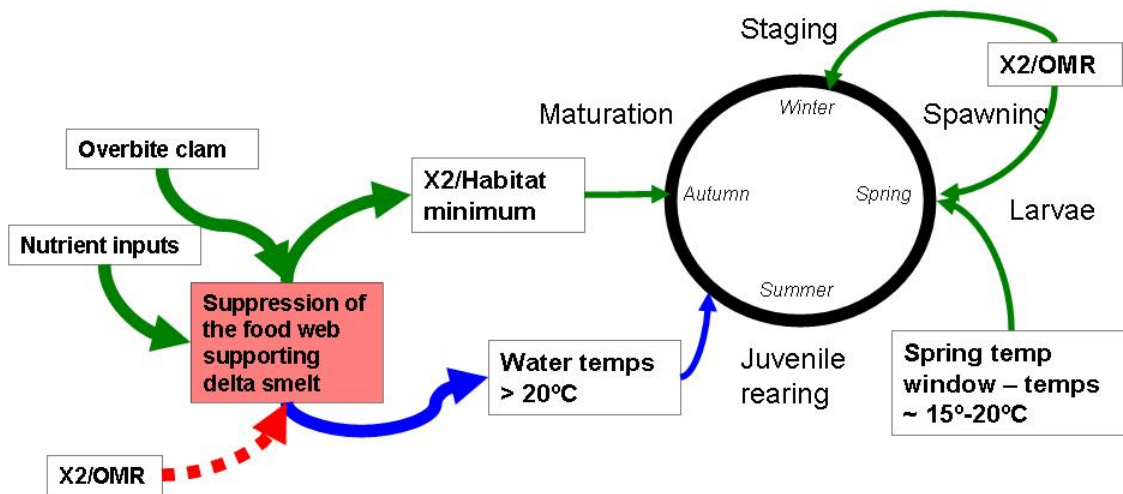 Staging
X2/OMR
Winter
Maturation
Spawning
Overbite clam
X2/Habitat
minimum
Autumn
Spring
Larvae
Nutrient inputs
Summer
Suppression of
the food web
supporting
delta smelt
Water temps
> 20ºC
Juvenile
rearing
Spring temp
window – temps
~ 15º-20ºC
X2/OMR